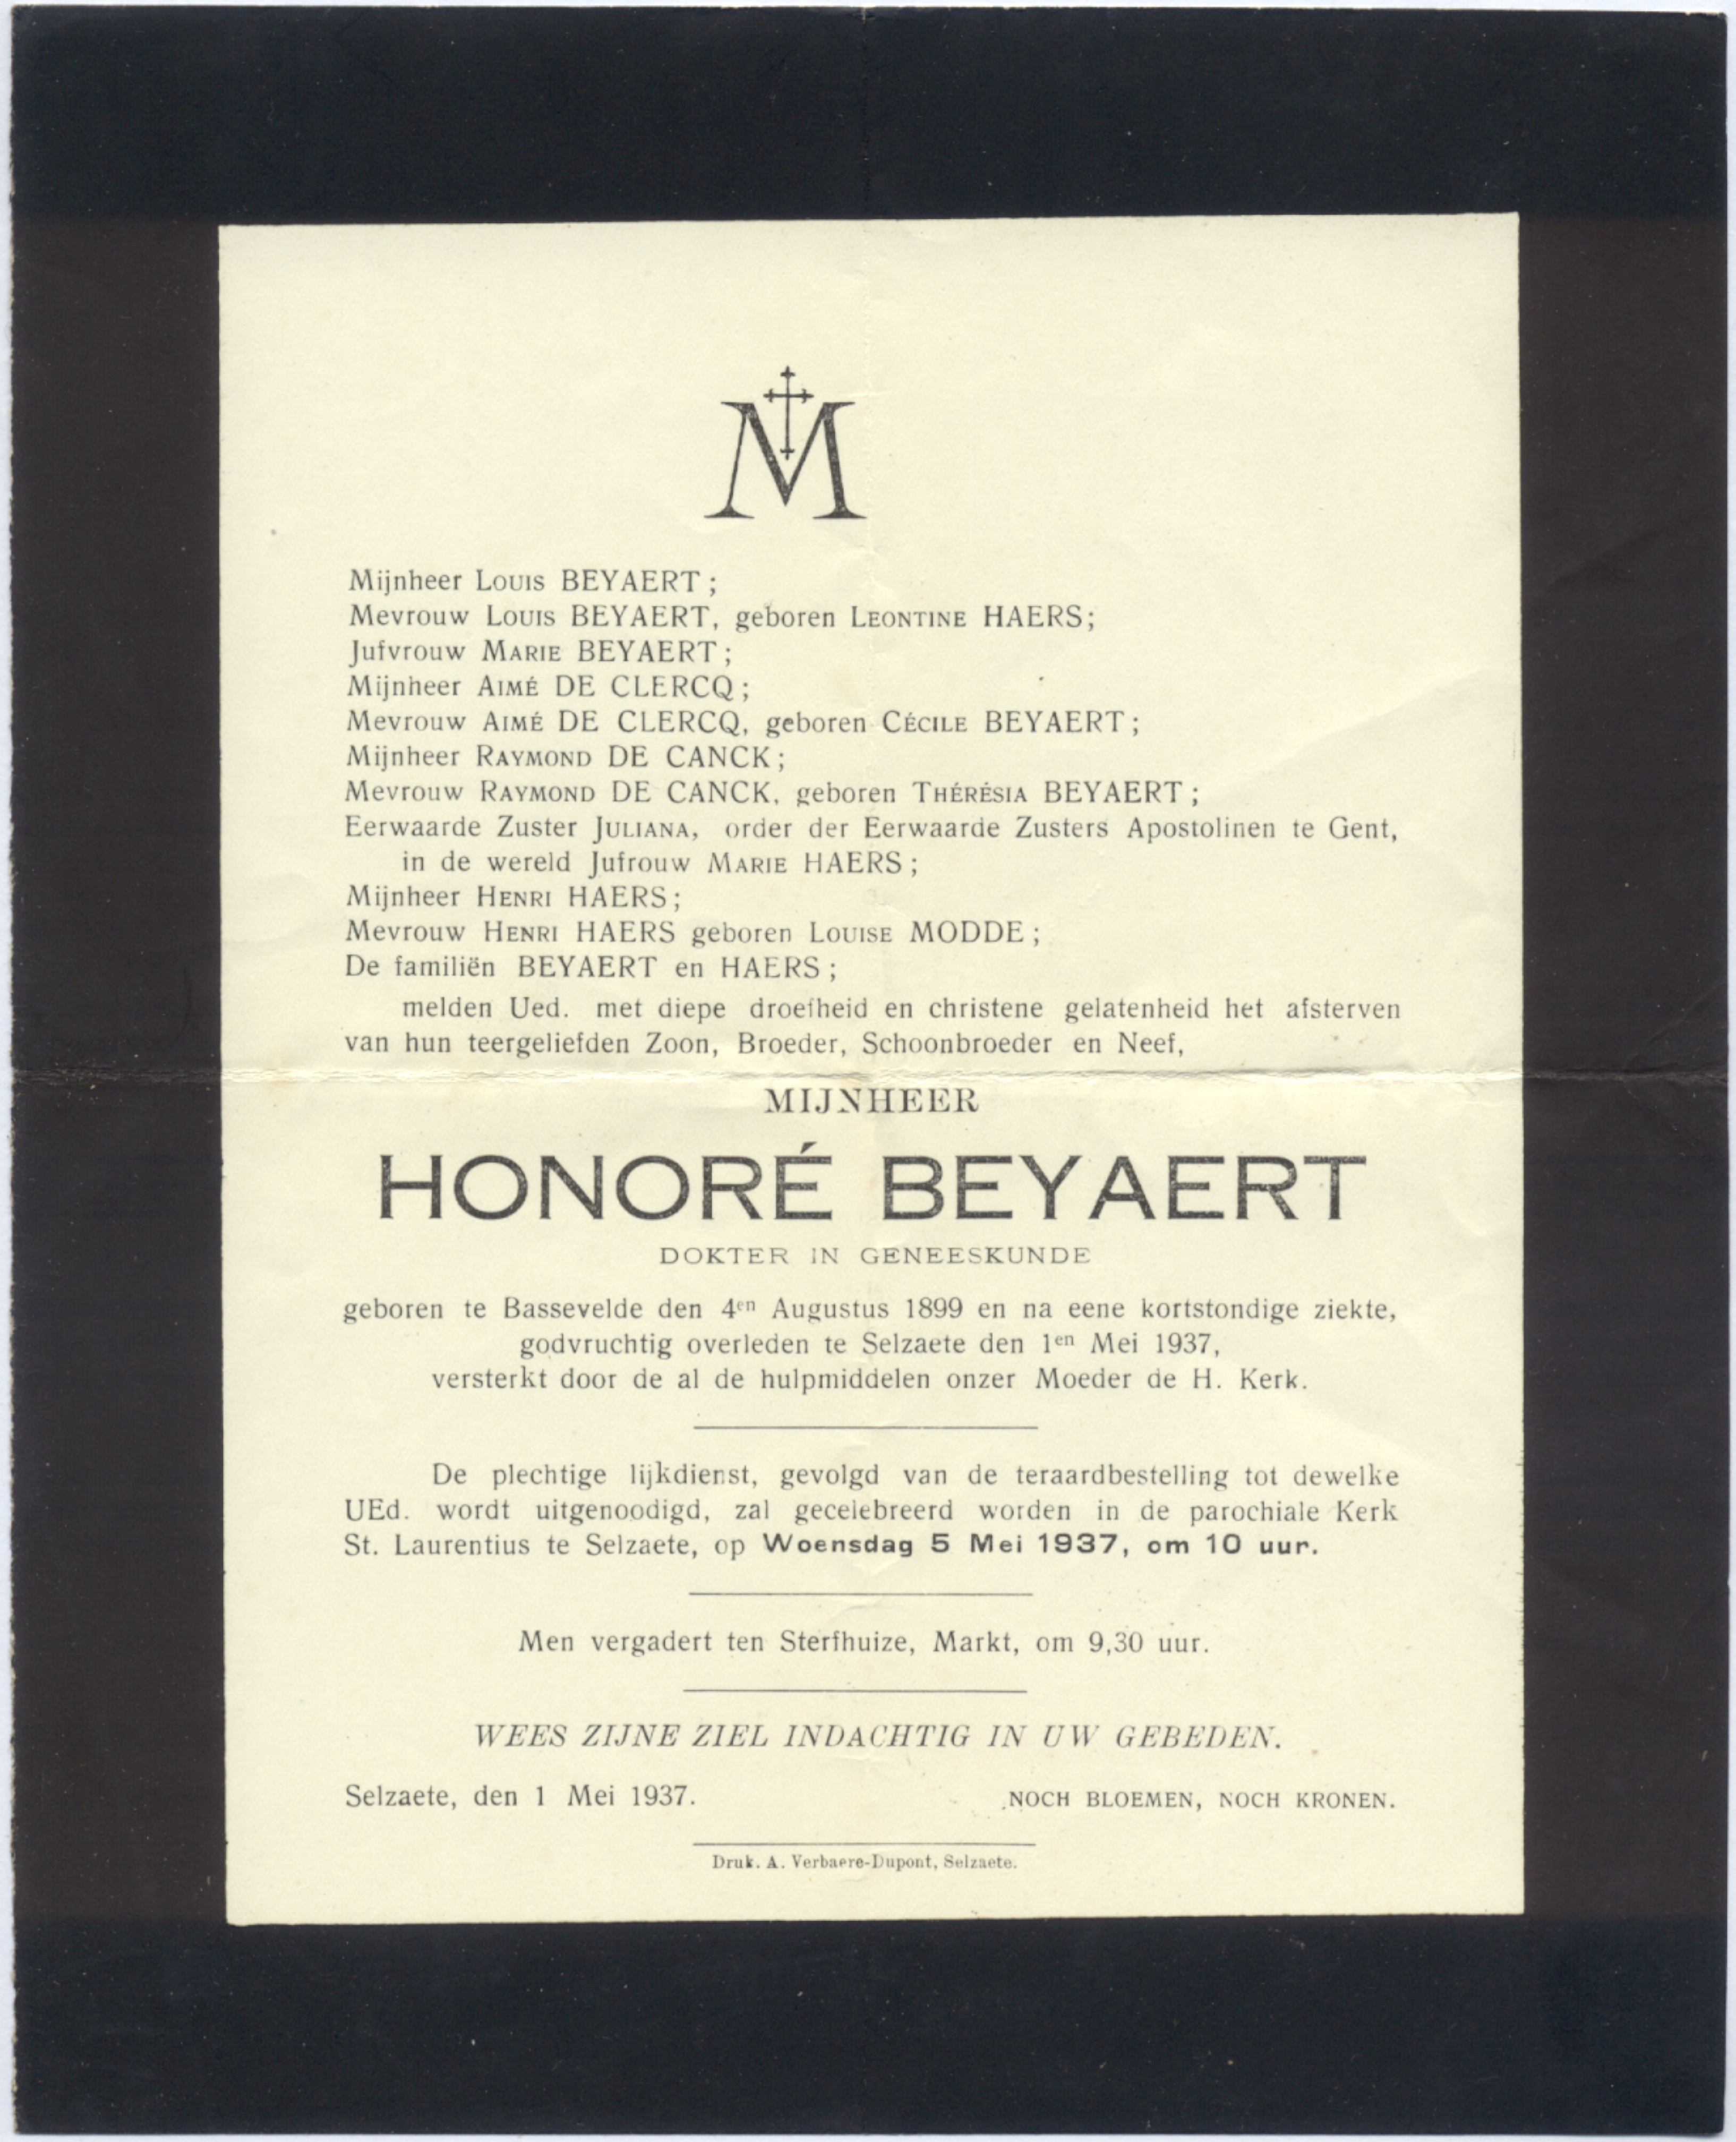 M
Mijnheer Louis BEYAERT ;
Mevrouw Louis BEYAERT, geboren Leontine HAERS;
Jufvrouw Marie BEYAERT ;
Mijnheer Aimé DE CLERCQ ;
Mevrouw Aimé DE CLERCQ, geboren Cécile BEYAERT ;
Mijnheer Raymond DE CANCK ;
Mevrouw Raymond DE CANCK, geboren Thérésia BEYAERT ;
Eerwaarde Zuster Juliana, order der Eerwaarde Zusters Apostolinen te Gent,
in de wereld Jufrouw Marie HAERS ;
Mijnheer Henri HAERS ;
Mevrouw Henri HAERS geboren Louise MODDE ;
De familiën BEYAERT en HAERS ;
melden Ued. met diepe droefheid en christene gelatenheid het afsterven
van hun teergeliefden Zoon, Broeder, Schoonbroeder en Neef,
MIJNHEER
HONORÉ BEYAERT
DOKTER IN GENEESKUNDE
geboren te Bassevelde den 4en Augustus 1899 en na eene kortstondige ziekte,
godvruchtig overleden te Selzaete den 1en Mei 1937,
versterkt door de al de hulpmiddelen onzer Moeder de H. Kerk.
De plechtige lijkdienst, gevolgd van de teraardbestelling tot dewelke
UEd. wordt uitgenoodigd, zal gecelebreerd worden in de parochiale Kerk
St. Laurentius te Selzaete, op Woensdag 5 Mei 1937, om 10 uur.
Men vergadert ten Sterfhuize, Markt, om 9,30 uur.
WEES ZIJNE ZIEL INDACHTIG IN UW GEBEDEN.
Selzaete, den 1 Mei 1937. NOCH BLOEMEN, NOCH KRONEN.
Druk. A. Verbaere-Dupont, Selzaete.